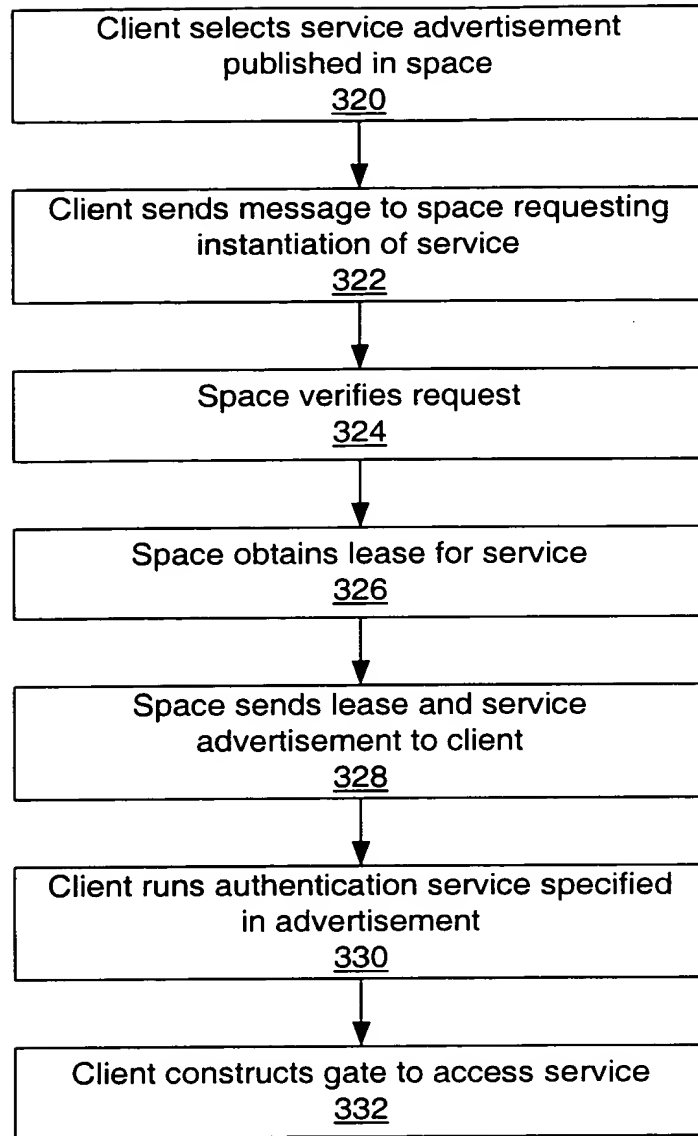 Client selects service advertisement
published in space
320
Client sends message to space requesting
instantiation of service
322
Space verifies request
324
Space obtains lease for service
326
Space sends lease and service
advertisement to client
328
Client runs authentication service specified
in advertisement
330
Client constructs gate to access service
332